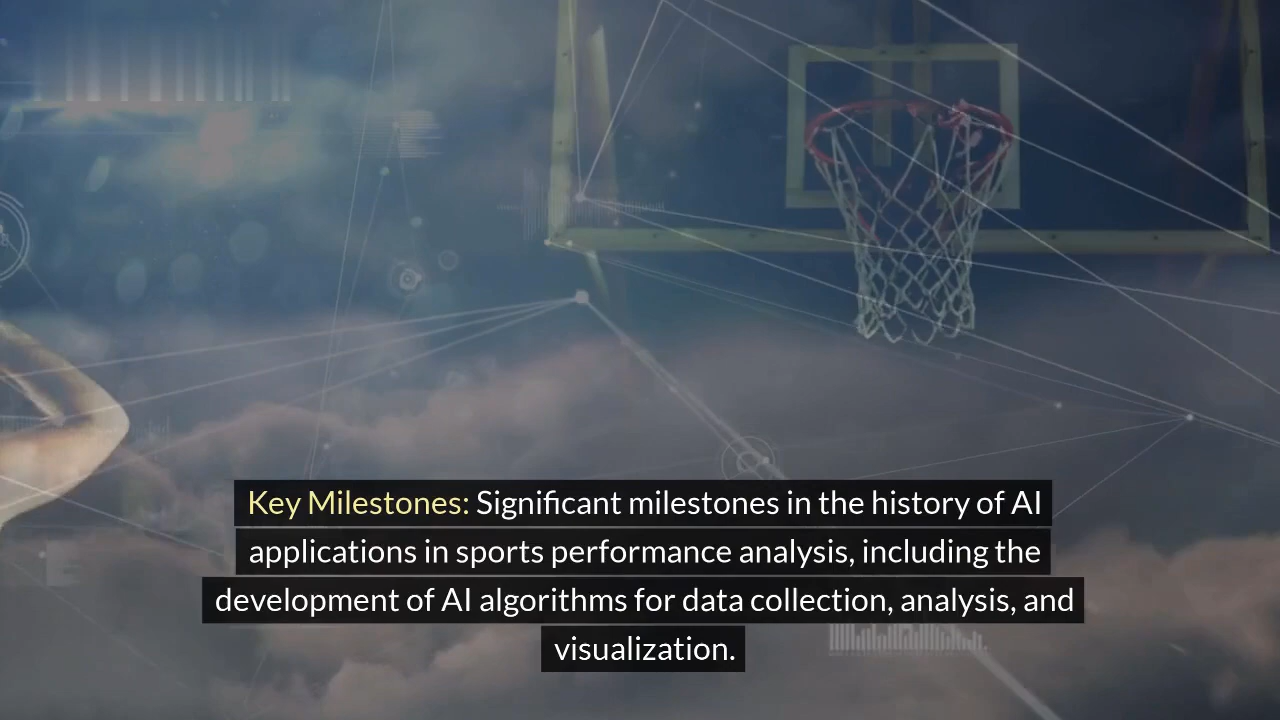 Key Milestones: Significant milestones in the history of AI
applications in sports performance analysis, including the
development of AI algorithms for data collection, analysis, and
visualization.